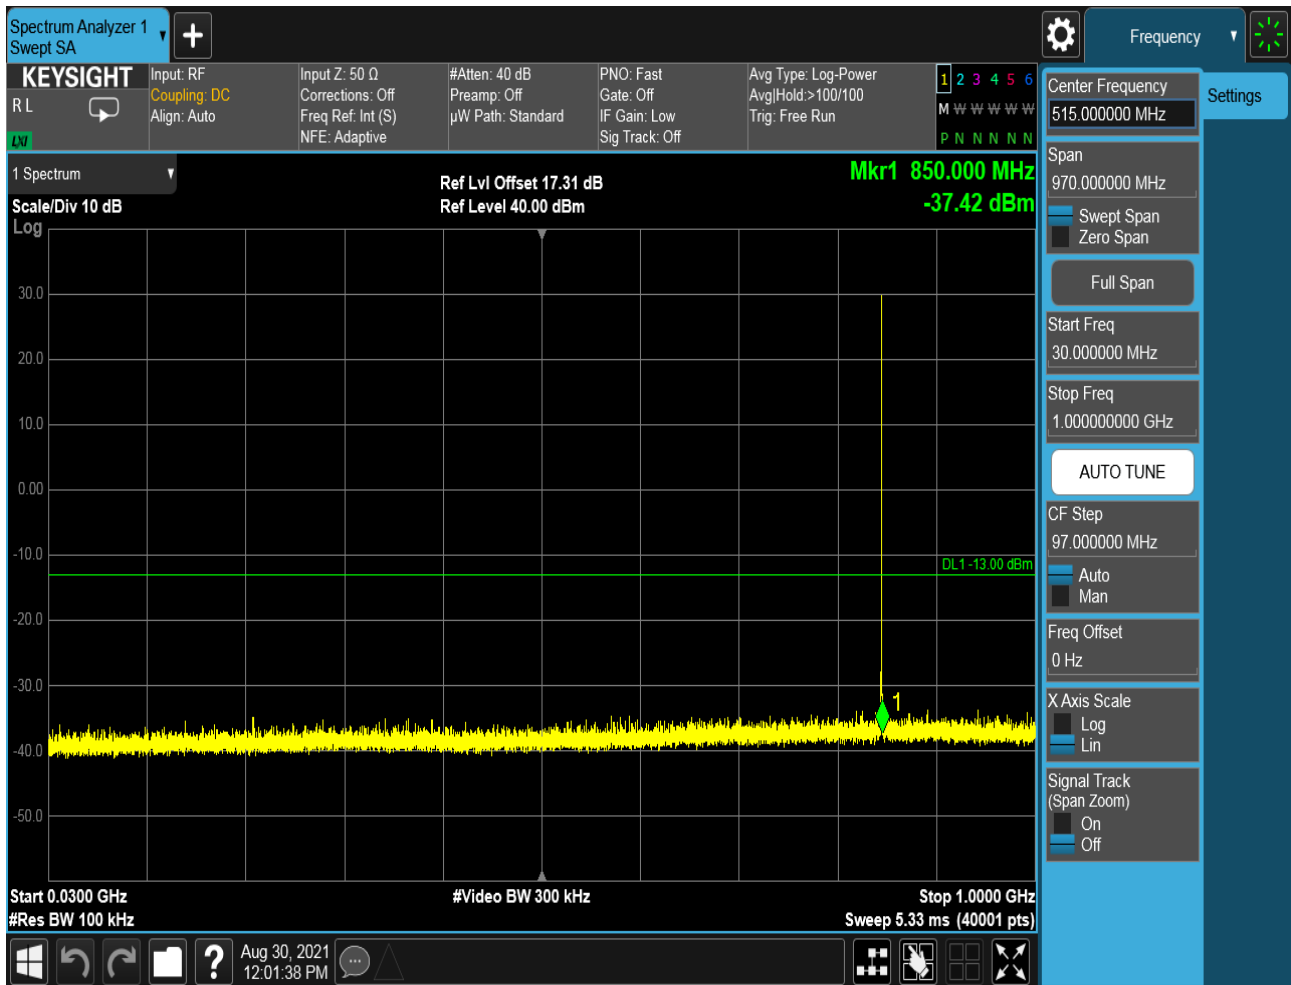 Spectrum Analyzer 1
Swept SA
Frequency
KEYSIGHT
R L
LXI
Input: RF
Coupling: DC
Align: Auto
Input Z: 50 Ω
Corrections: Off
Freq Ref: Int (S)
NFE: Adaptive
#Atten: 40 dB
Preamp: Off
µW Path: Standard
PNO: Fast
Gate: Off
IF Gain: Low
Sig Track: Off
Avg Type: Log-Power
Avg|Hold:>100/100
Trig: Free Run
1 2 3 4 5 6
M W W W W W
P N N N N N
1 Spectrum
Scale/Div 10 dB
Log
Ref Lvl Offset 17.31 dB
Ref Level 40.00 dBm
Mkr1 850.000 MHz
-37.42 dBm
30.0
20.0
10.0
0.00
-10.0
DL1 -13.00 dBm
-20.0
-30.0
1
-40.0
-50.0
Start 0.0300 GHz
#Video BW 300 kHz
Stop 1.0000 GHz
#Res BW 100 kHz
Sweep 5.33 ms (40001 pts)
?
Aug 30, 2021
12:01:38 PM
Center Frequency
515.000000 MHz
Settings
Span
970.000000 MHz
Swept Span
Zero Span
Full Span
Start Freq
30.000000 MHz
Stop Freq
1.000000000 GHz
AUTO TUNE
CF Step
97.000000 MHz
Auto
Man
Freq Offset
0 Hz
X Axis Scale
Log
Lin
Signal Track
(Span Zoom)
On
Off